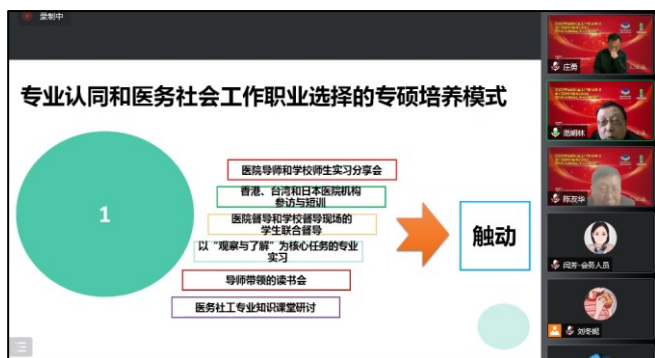 录制中
专业认同和医务社会工作职业选择的专硕培养模式
1
医院导师和学校师生实习分享会
香港、台湾和日本医院机构
参访与短训
医院督导和学校督导现场的
学生联合督导
以“观察与了解”为核心任务的专业
实习
导师带领的读书会
医务社工专业知识课堂研讨
触动
庄勇
范明林
陈友华
闫芳-会务人员
刘冬妮